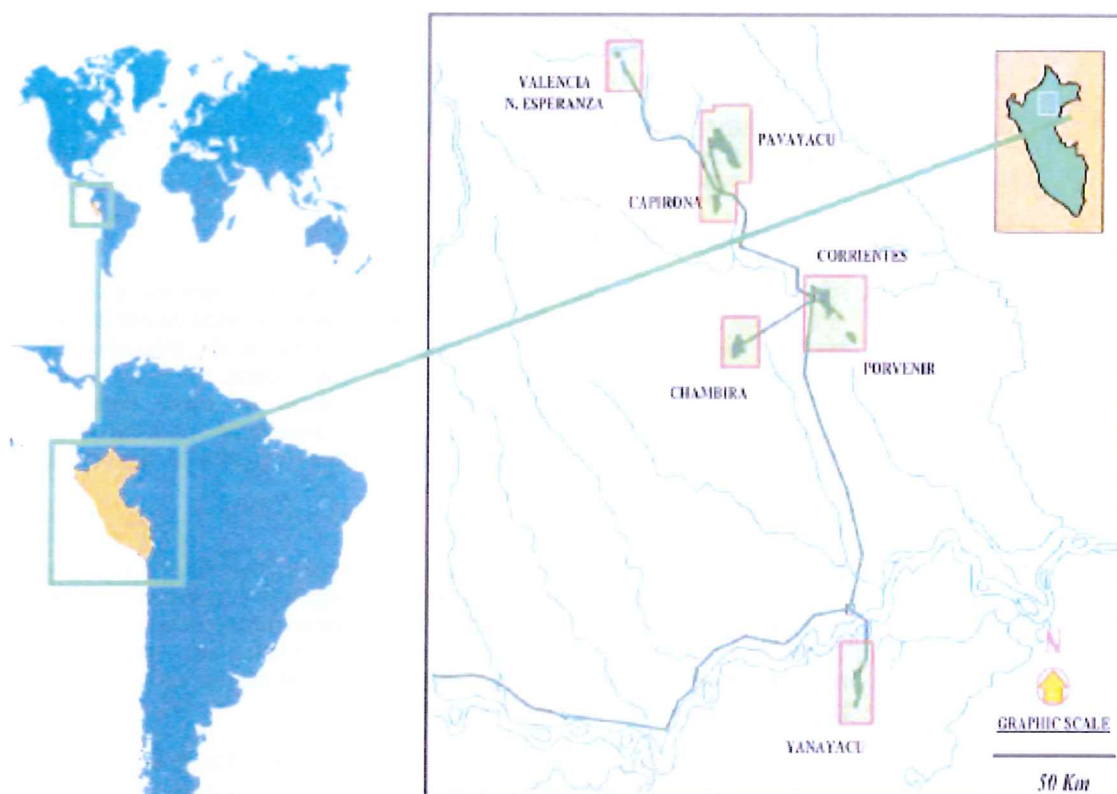 VALENCIA
N. ESPERANZA
PAVAYACU
CAPIRONA
CORRIENTES
CHAMBIRA
PORVENIR
YANAYACU
N
GRAPHIC SCALE
50 Km